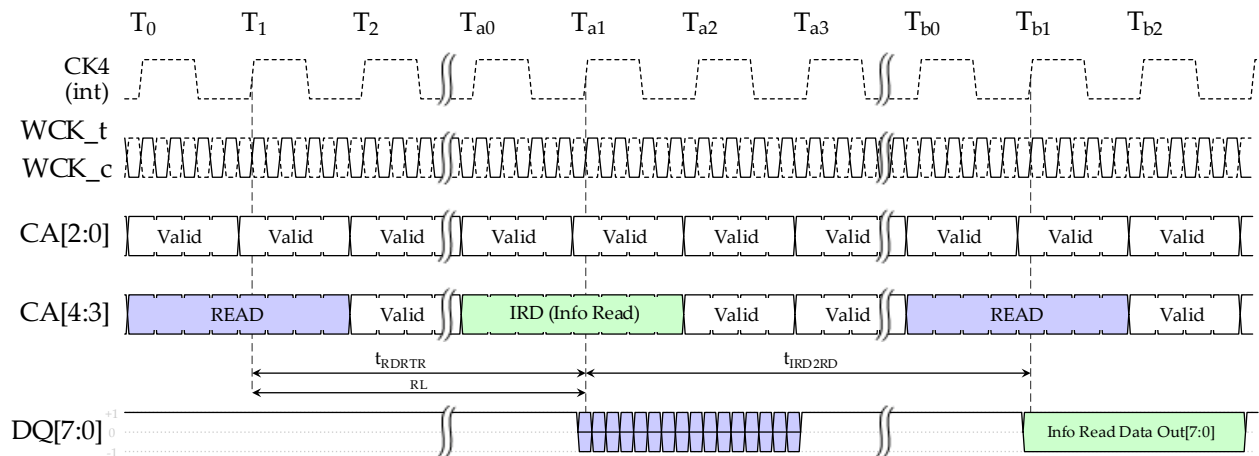 T0 T1 T2 Ta0 Ta1 Ta2 Ta3 Tb0 Tb1 Tb2
CK4
(int)
WCK_t
WCK_c
CA[2:0] Valid Valid Valid Valid Valid Valid Valid Valid Valid Valid
CA[4:3] READ Valid IRD (Info Read) Valid Valid READ Valid
tRDRTR tIRD2RD
RL
+1
DQ[7:0] 0 Info Read Data Out[7:0]
-1